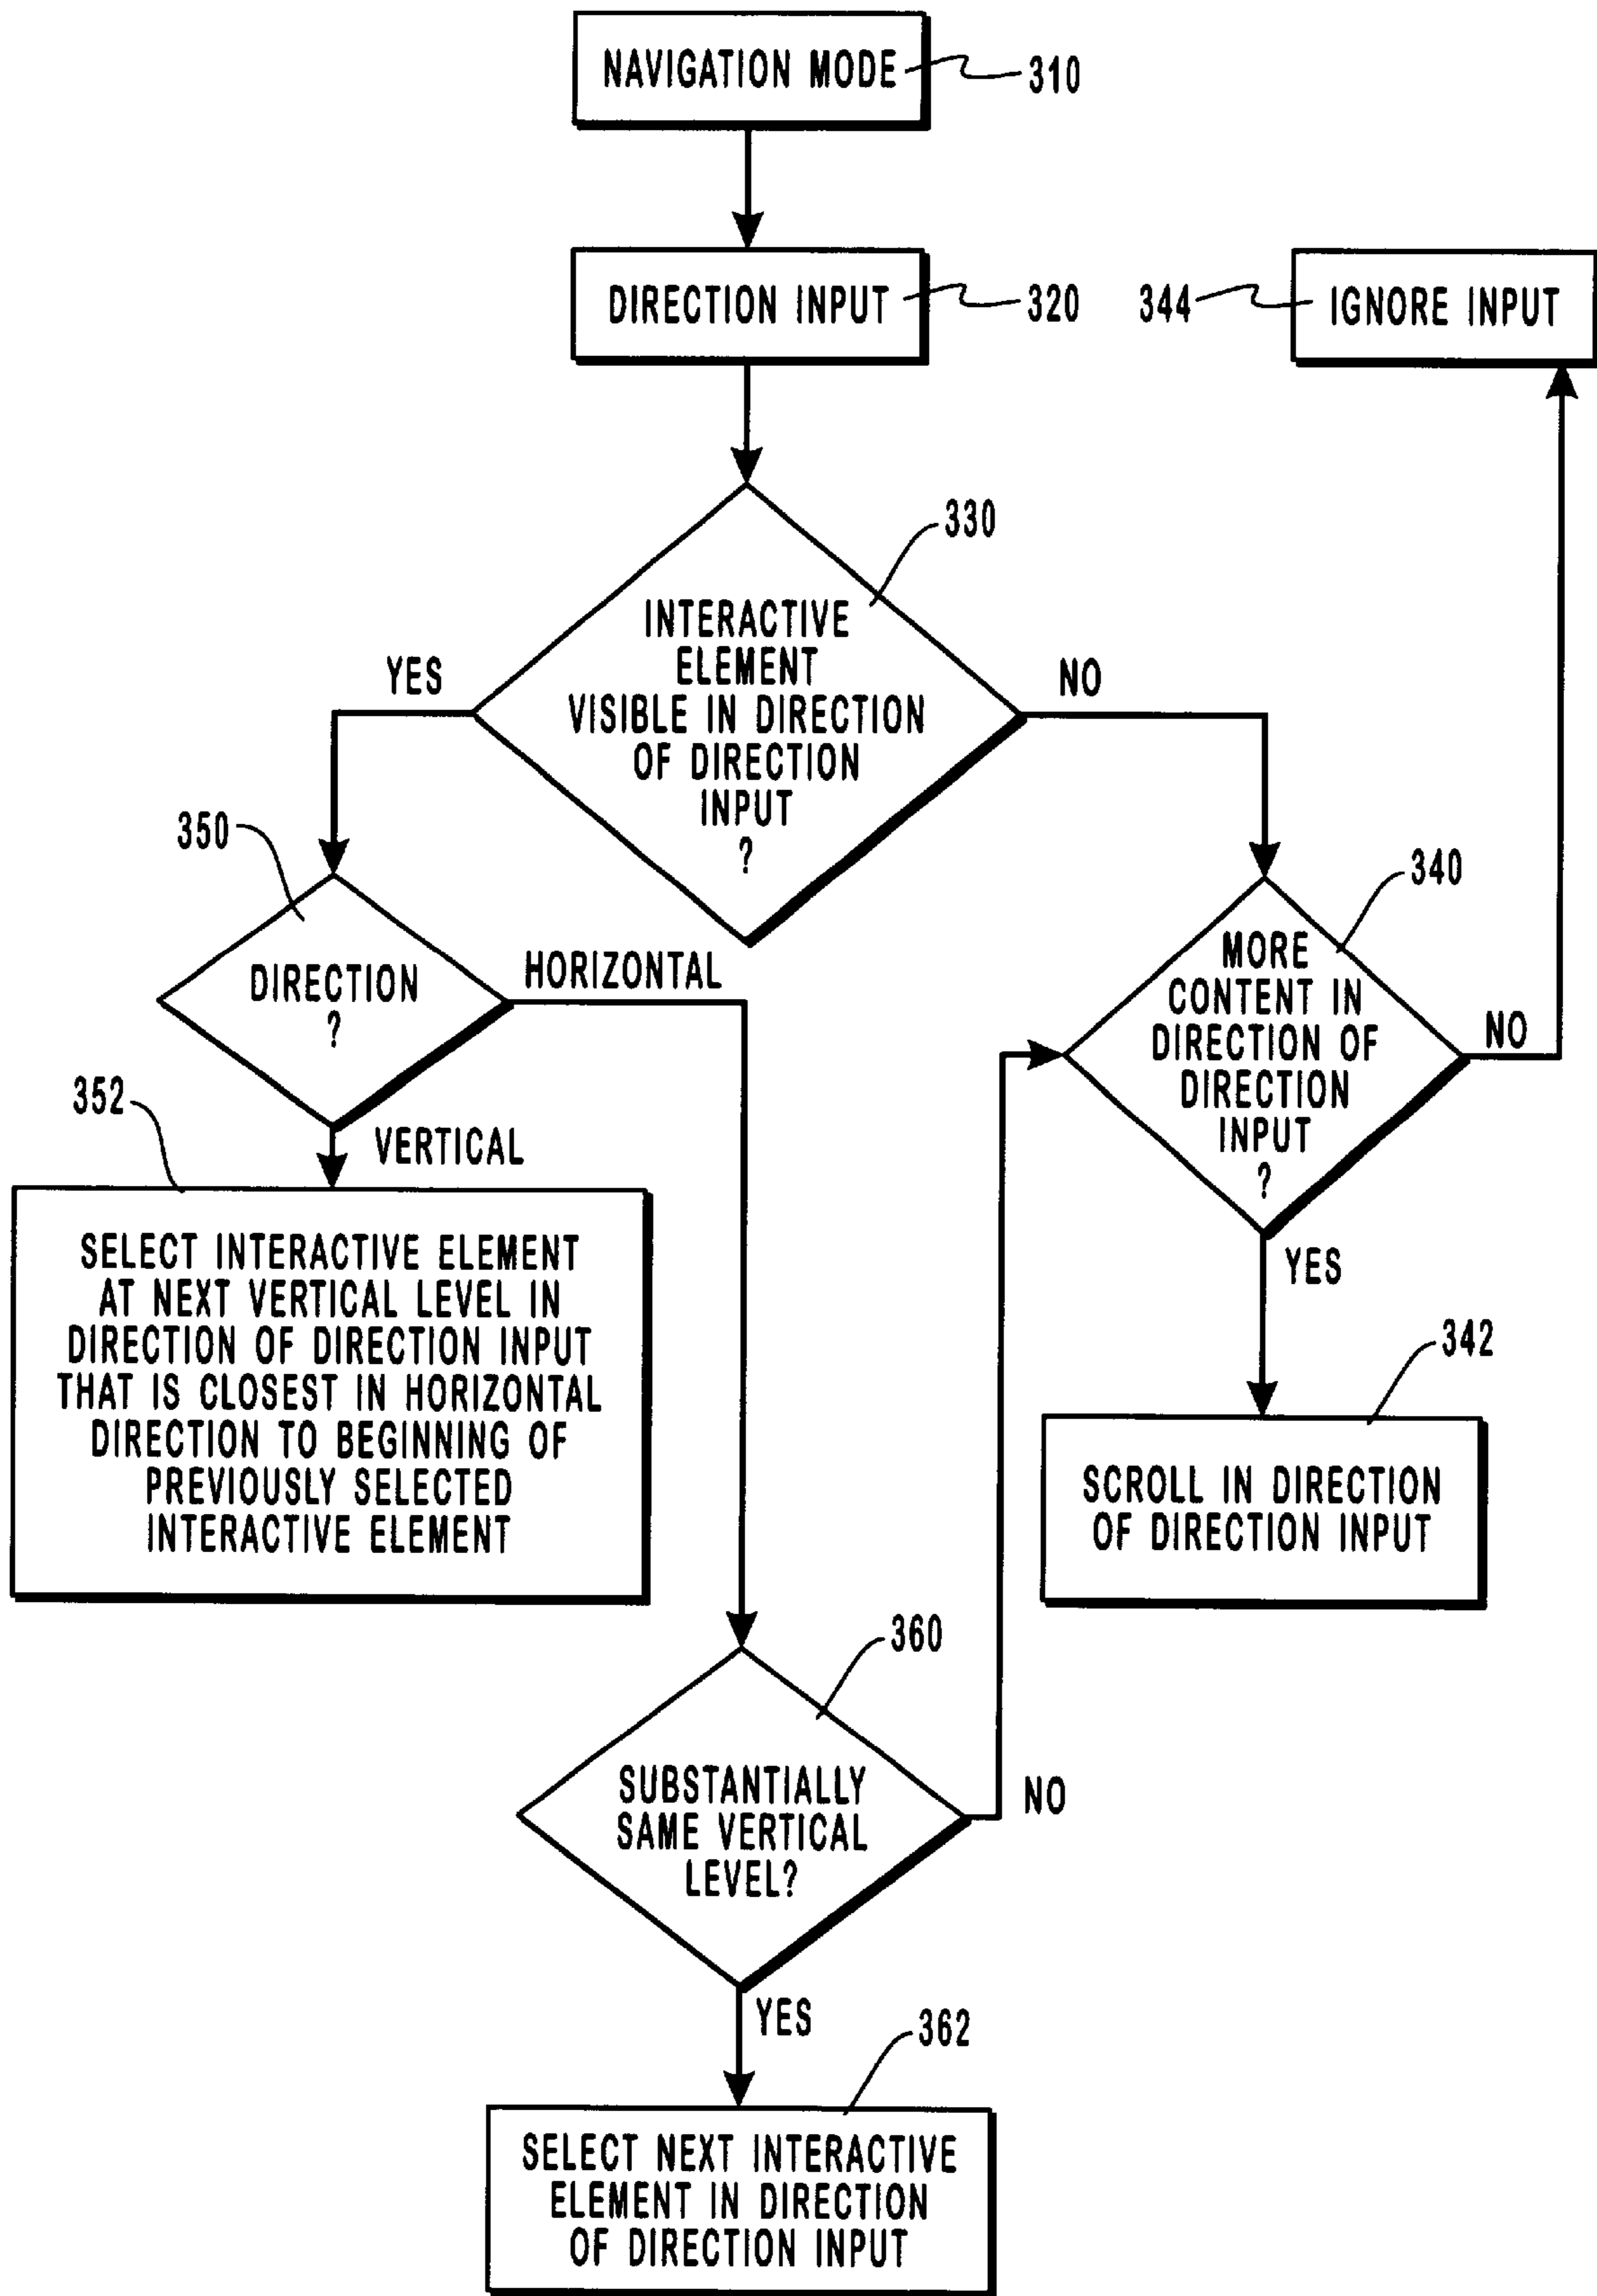 NAVIGATION MODE
310
DIRECTION INPUT
320
344
IGNORE INPUT
330
INTERACTIVE
ELEMENT
VISIBLE IN DIRECTION
OF DIRECTION
INPUT
?
YES
NO
350
DIRECTION
?
HORIZONTAL
VERTICAL
340
MORE
CONTENT IN
DIRECTION OF
DIRECTION
INPUT
?
NO
YES
352
SELECT INTERACTIVE ELEMENT
AT NEXT VERTICAL LEVEL IN
DIRECTION OF DIRECTION INPUT
THAT IS CLOSEST IN HORIZONTAL
DIRECTION TO BEGINNING OF
PREVIOUSLY SELECTED
INTERACTIVE ELEMENT
342
SCROLL IN DIRECTION
OF DIRECTION INPUT
360
SUBSTANTIALLY
SAME VERTICAL
LEVEL?
NO
YES
362
SELECT NEXT INTERACTIVE
ELEMENT IN DIRECTION
OF DIRECTION INPUT